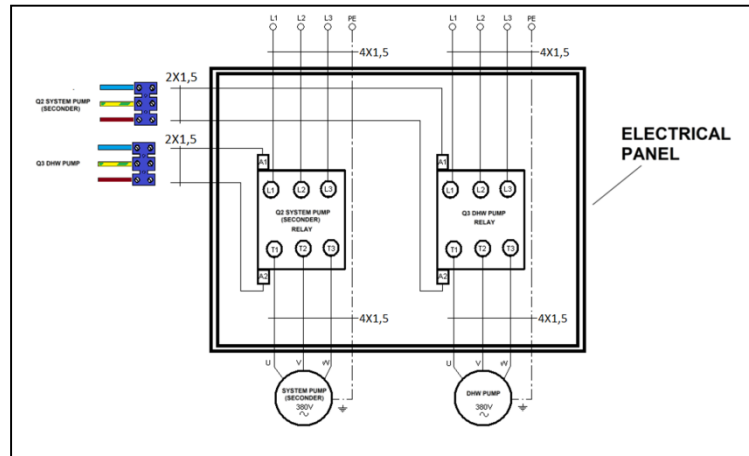 L1 L2 L3 PE
L1 L2 L3 PE
4X1,5
4X1,5
2X1,5
Q2 SYSTEM PUMP
(SECONDER)
2X1,5
Q3 DHW PUMP
ELECTRICAL
PANEL
A1
L1 L2 L3
Q2 SYSTEM PUMP
(SECONDER)
RELAY
T1 T2 T3
A2
A1
L1 L2 L3
Q3 DHW PUMP
RELAY
T1 T2 T3
A2
4X1,5
4X1,5
U V W
SYSTEM PUMP
(SECONDER)
380V
U V W
DHW PUMP
380V